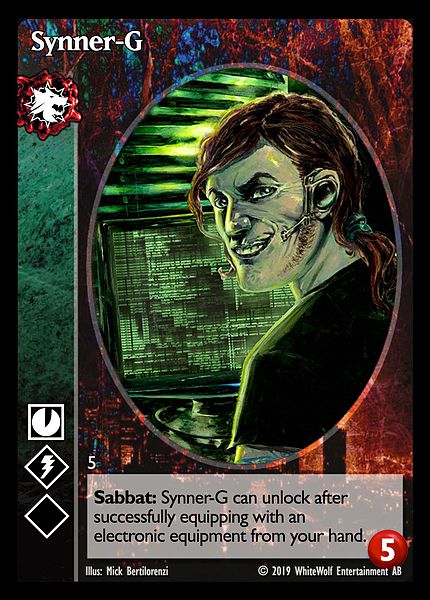 Synner-G
5
Sabbat: Synner-G can unlock after
successfully equipping with an
electronic equipment from your hand.
5
Illus: Mick Bertilorenzi © 2019 WhiteWolf Entertainment AB